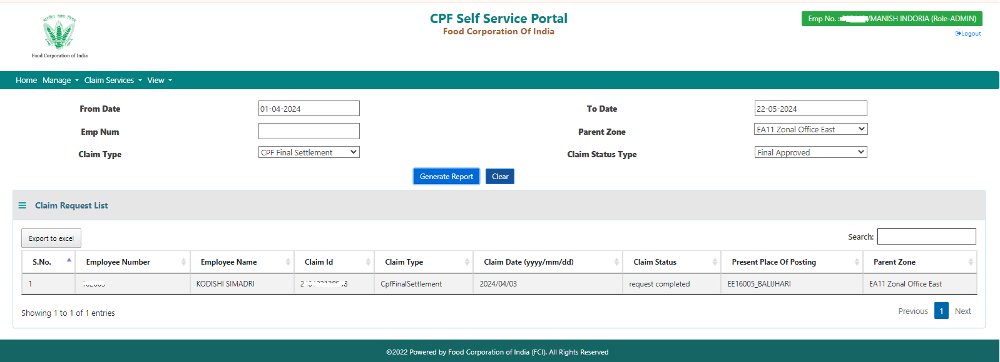 भारतीय खाद्य निगम
Food Corporation of India
CPF Self Service Portal
Food Corporation Of India
Emp No. : /MANISH INDORIA (Role-ADMIN)
Logout
Home Manage Claim Services View
From Date 01-04-2024 To Date 22-05-2024
Emp Num Parent Zone EA11 Zonal Office East
Claim Type CPF Final Settlement Claim Status Type Final Approved
Generate Report Clear
Claim Request List
Export to excel Search:
S.No. Employee Number Employee Name Claim Id Claim Type Claim Date (yyyy/mm/dd) Claim Status Present Place Of Posting Parent Zone
1 KODISHI SIMADRI CpfFinalSettlement 2024/04/03 request completed EE16005_BALIJHARI EA11 Zonal Office East
Showing 1 to 1 of 1 entries Previous 1 Next
©2022 Powered by Food Corporation of India (FCI). All Rights Reserved